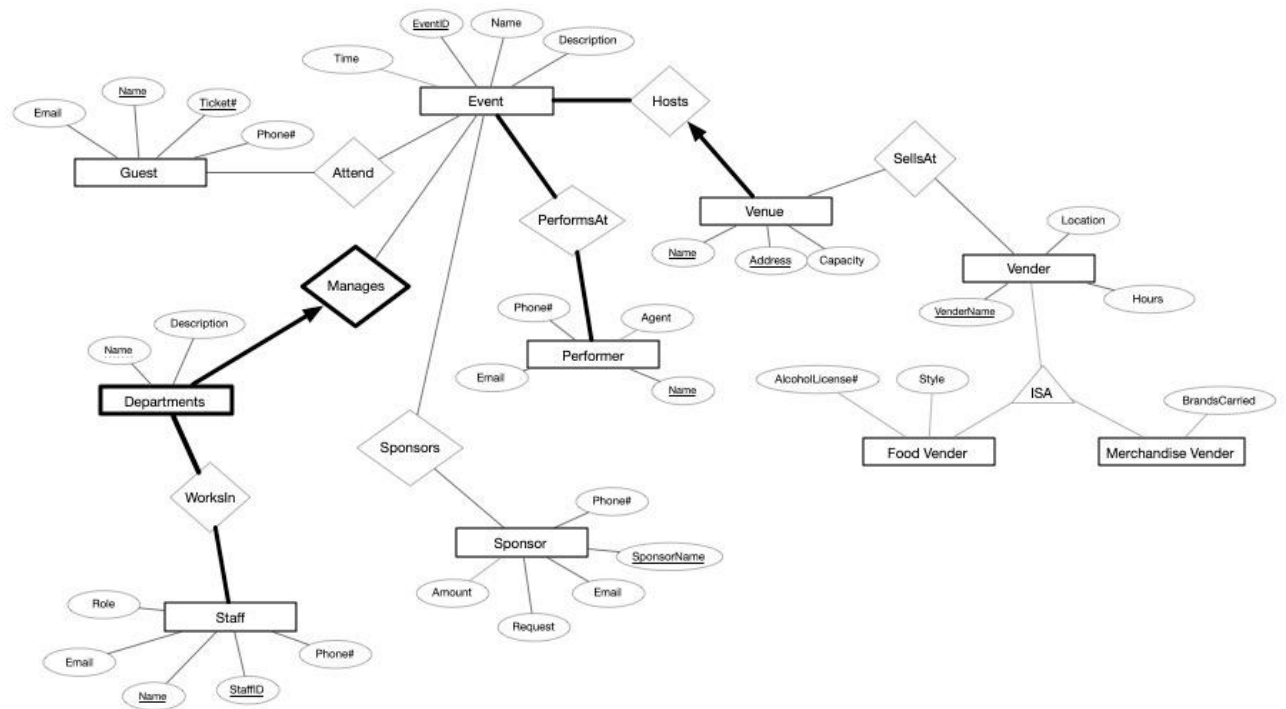 EventID
Name
Description
Time
Event
Hosts
Name
Ticket#
Email
Phone#
Guest
Attend
SellsAt
PerformsAt
Venue
Name
Address
Capacity
Location
Vender
VenderName
Hours
Manages
Description
Name
Departments
Phone#
Agent
Performer
Email
Name
AlcoholLicense#
Style
ISA
BrandsCarried
Food Vender
Merchandise Vender
Sponsors
WorksIn
Phone#
Sponsor
SponsorName
Amount
Email
Request
Role
Staff
Email
Phone#
Name
StaffID